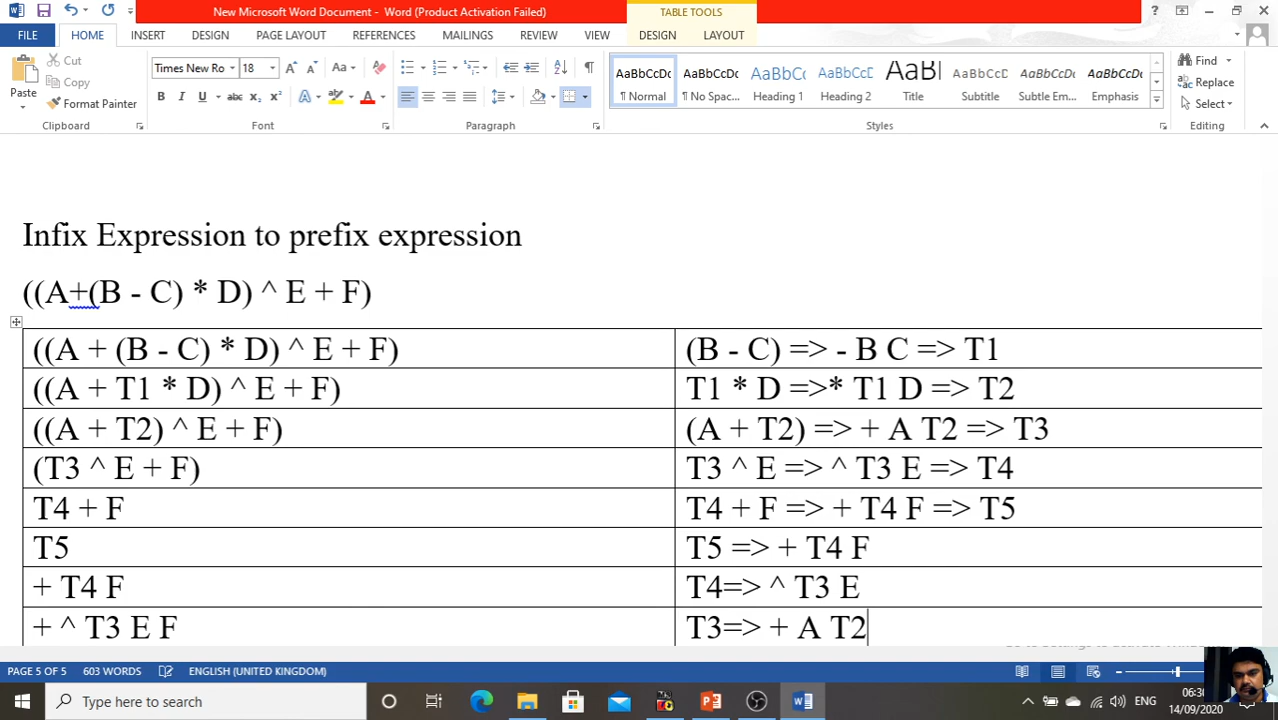 New Microsoft Word Document - Word (Product Activation Failed)
TABLE TOOLS
FILE HOME INSERT DESIGN PAGE LAYOUT REFERENCES MAILINGS REVIEW VIEW DESIGN LAYOUT
Paste
Cut
Copy
Format Painter
Clipboard
Times New Ro 18
Font
Paragraph
AaBbCcDc AaBbCcDc AaBbCc AaBbCcD AaBI AaBbCcD AaBbCcDc AaBbCcDc
¶ Normal ¶ No Spac... Heading 1 Heading 2 Title Subtitle Subtle Em... Emphasis
Styles
Find
Replace
Select
Editing
Infix Expression to prefix expression
((A+(B - C) * D) ^ E + F)
((A + (B - C) * D) ^ E + F) (B - C) => - B C => T1
((A + T1 * D) ^ E + F) T1 * D =>* T1 D => T2
((A + T2) ^ E + F) (A + T2) => + A T2 => T3
(T3 ^ E + F) T3 ^ E => ^ T3 E => T4
T4 + F T4 + F => + T4 F => T5
T5 T5 => + T4 F
+ T4 F T4=> ^ T3 E
+ ^ T3 E F T3=> + A T2
PAGE 5 OF 5 603 WORDS ENGLISH (UNITED KINGDOM)
Type here to search
ENG
14/09/2020